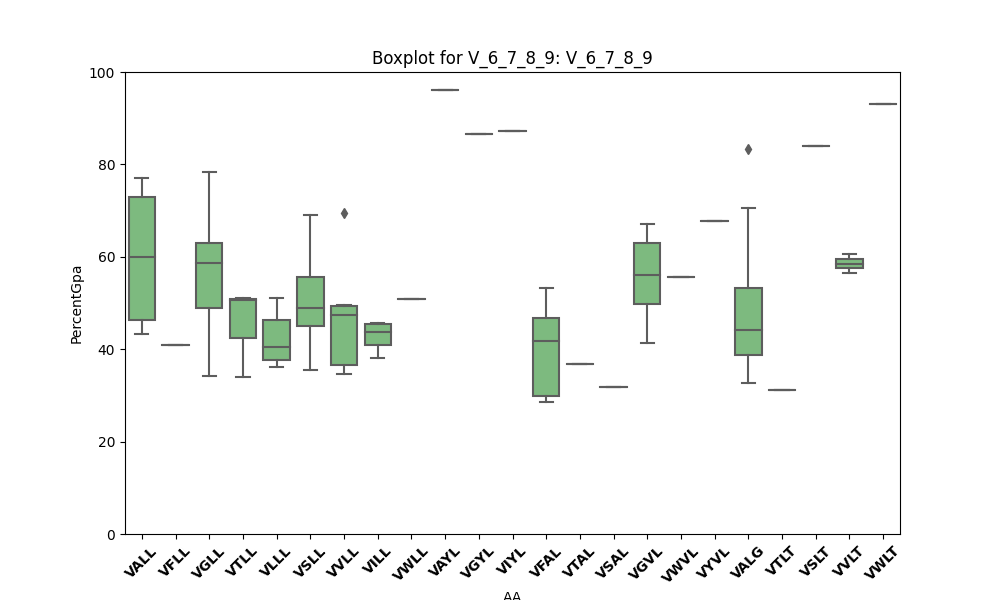 Boxplot for V_6_7_8_9: V_6_7_8_9
100
80
60
40
20
0
PercentGpa
VALL VFLL VGLL VTLL VLLL VSLL VVLL VILL VWLL VAYL VGYL VIYL VFAL VTAL VSAL VGVL VWVL VYVL VALG VTLT VSLT VVLT VWLT
AA